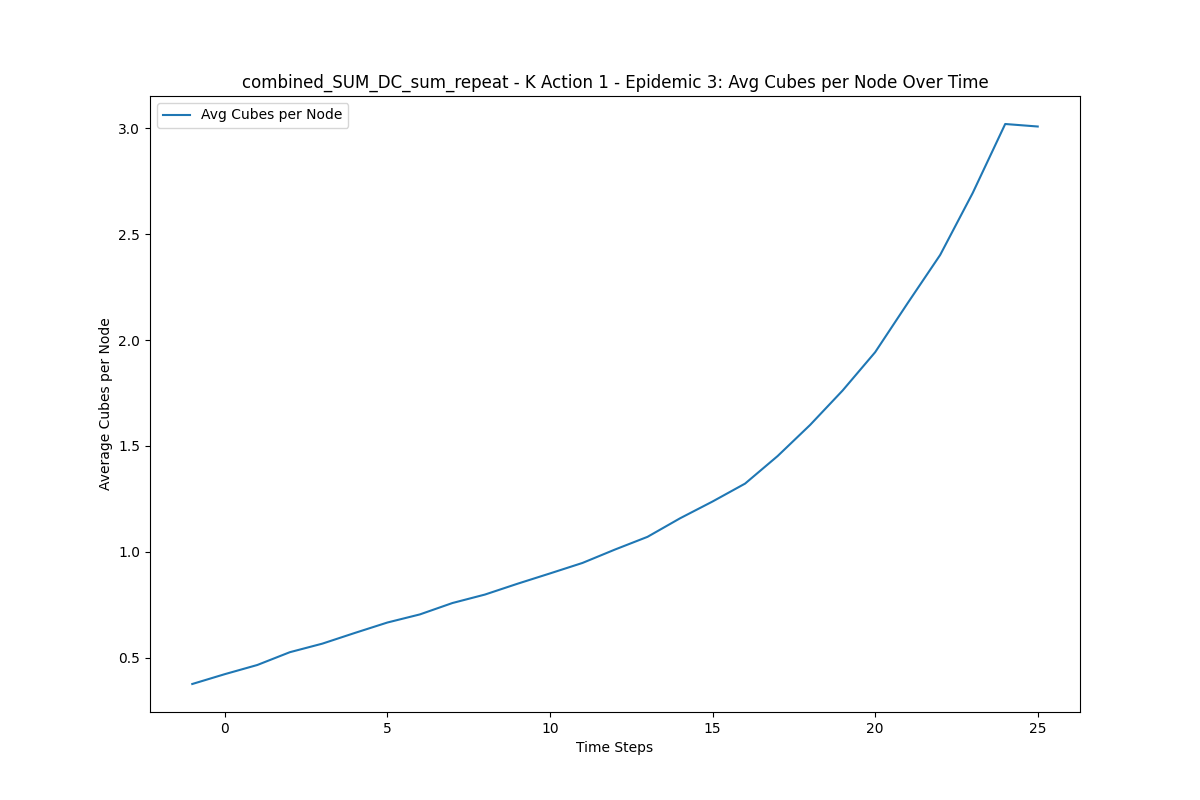 combined_SUM_DC_sum_repeat - K Action 1 - Epidemic 3: Avg Cubes per Node Over Time
Avg Cubes per Node
3.0
2.5
2.0
1.5
1.0
0.5
Average Cubes per Node
0 5 10 15 20 25
Time Steps